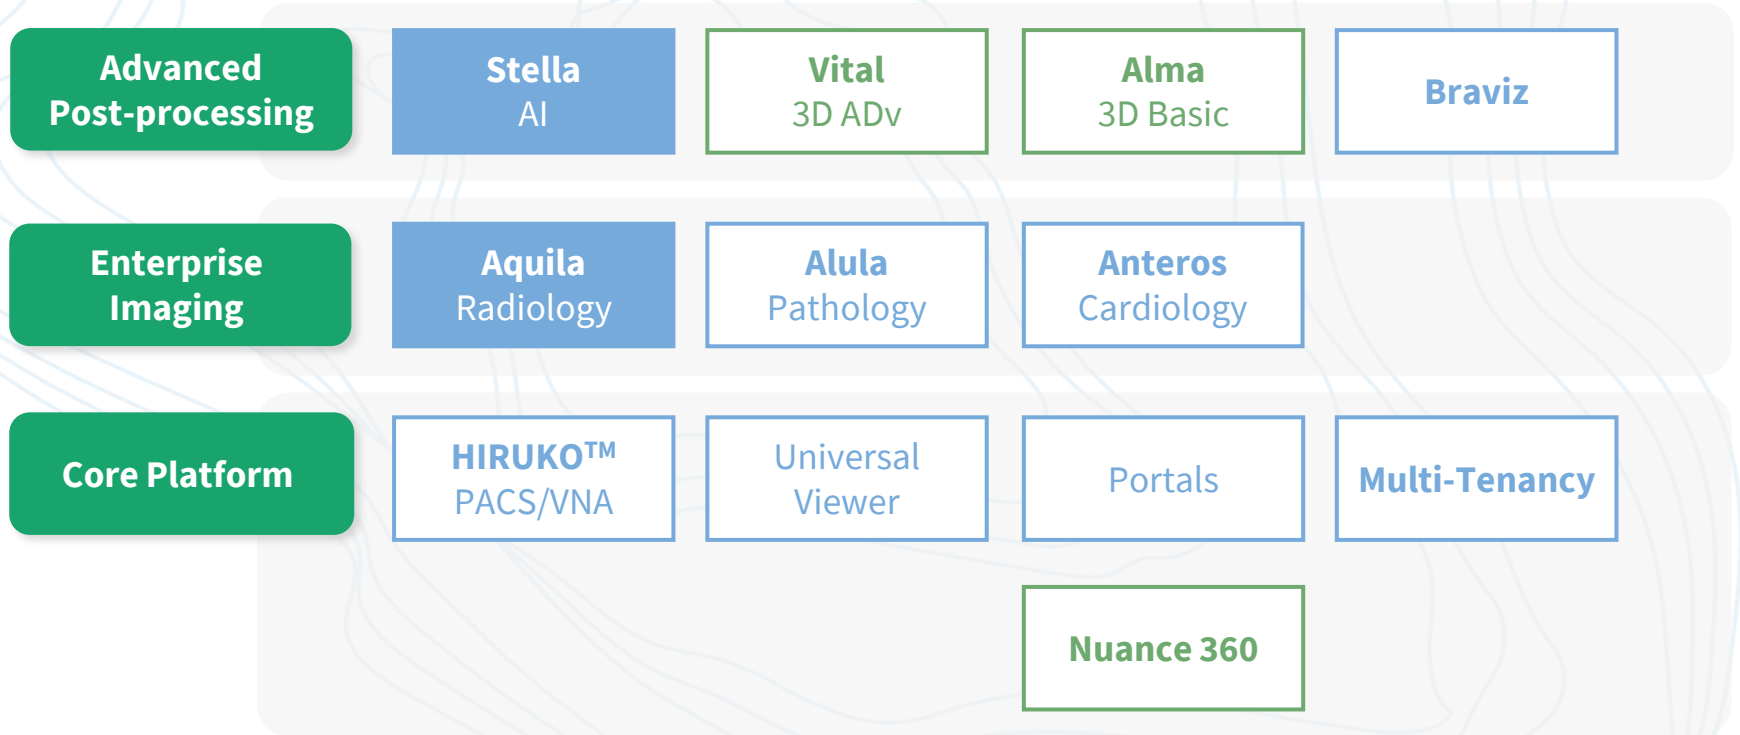 Advanced
Post-processing
Stella
AI
Vital
3D ADv
Alma
3D Basic
Braviz
Enterprise
Imaging
Aquila
Radiology
Alula
Pathology
Anteros
Cardiology
Core Platform
HIRUKO™
PACS/VNA
Universal
Viewer
Portals
Multi-Tenancy
Nuance 360